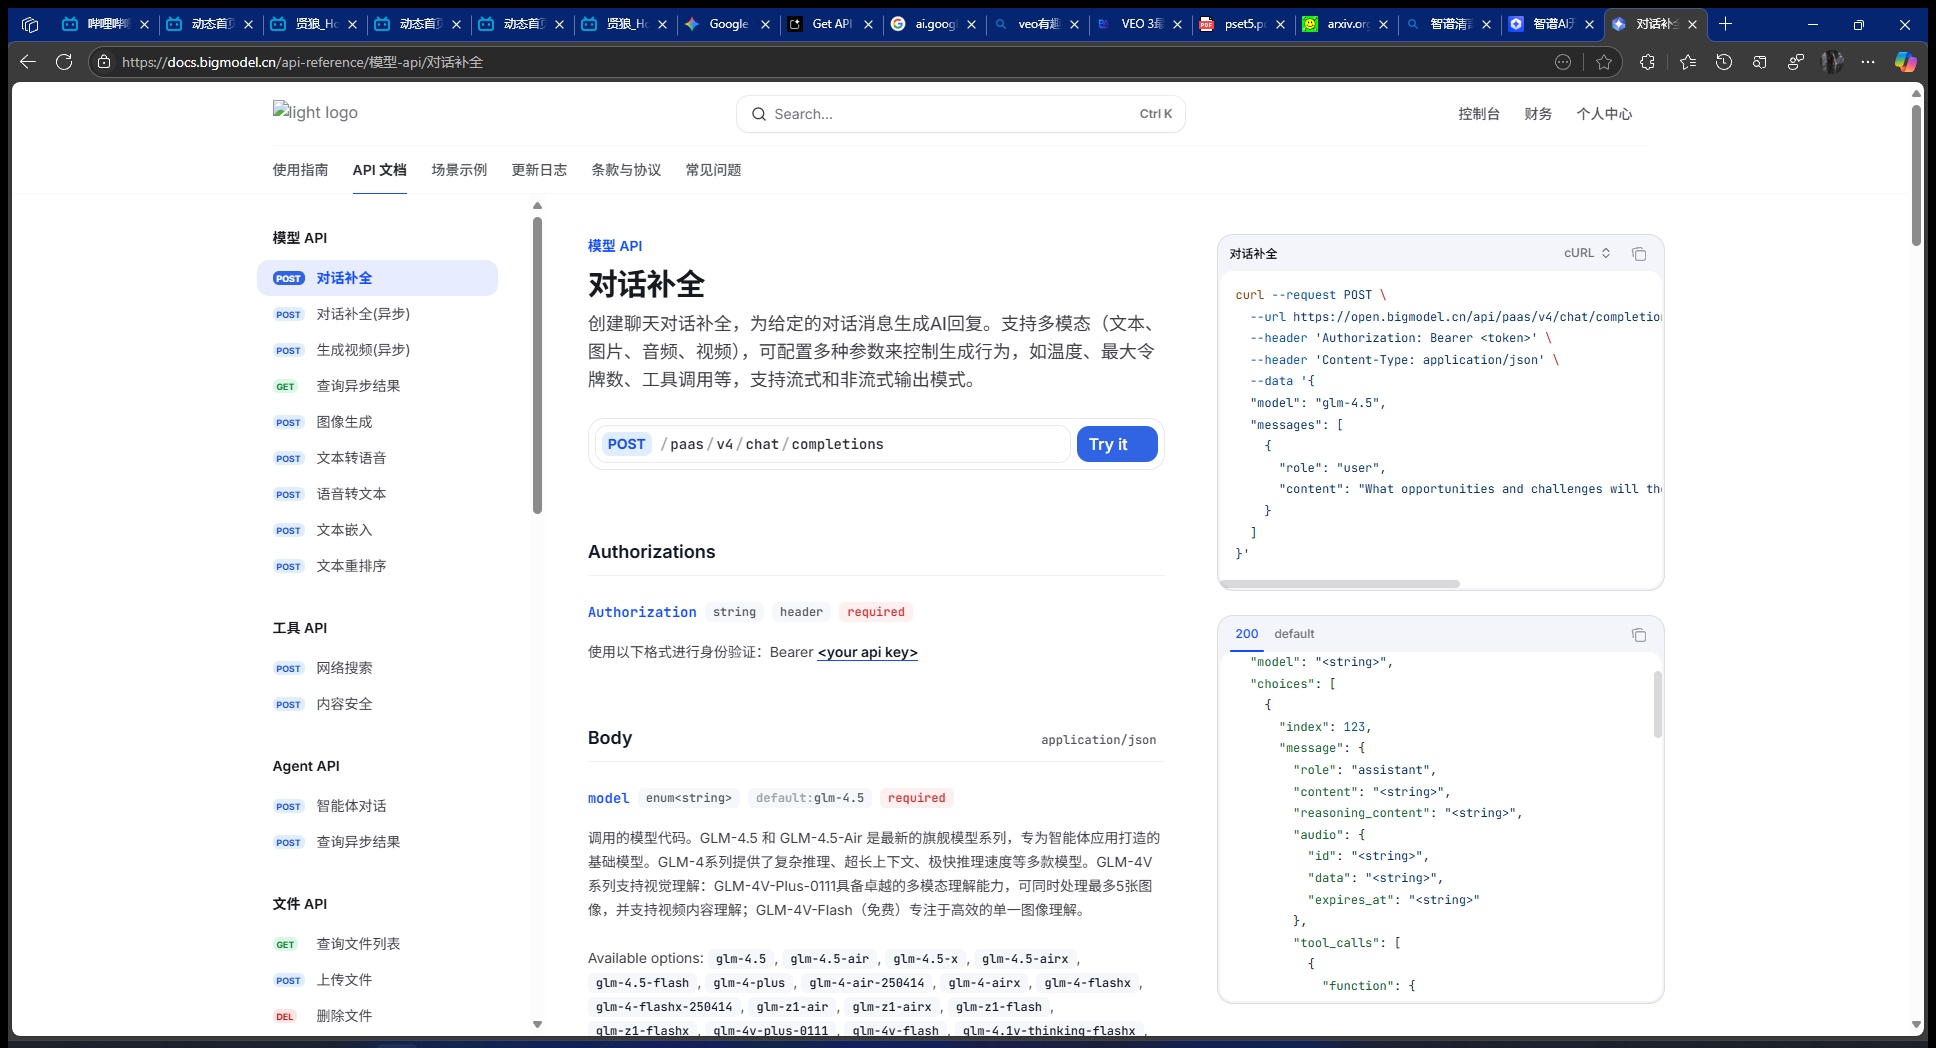 哔哩哔哩
动态首页
贤狼_Ho
动态首页
动态首页
贤狼_Ho
Google
Get API
ai.goog
veo有趣
VEO 3最
pset5.p
arxiv.or
智谱清言
智谱AI开
对话补全
https://docs.bigmodel.cn/api-reference/模型-api/对话补全
light logo
Search...
Ctrl K
控制台 财务 个人中心
使用指南 API 文档 场景示例 更新日志 条款与协议 常见问题
模型 API
POST 对话补全
POST 对话补全(异步)
POST 生成视频(异步)
GET 查询异步结果
POST 图像生成
POST 文本转语音
POST 语音转文本
POST 文本嵌入
POST 文本重排序
工具 API
POST 网络搜索
POST 内容安全
Agent API
POST 智能体对话
POST 查询异步结果
文件 API
GET 查询文件列表
POST 上传文件
DEL 删除文件
模型 API
对话补全
创建聊天对话补全，为给定的对话消息生成AI回复。支持多模态（文本、
图片、音频、视频），可配置多种参数来控制生成行为，如温度、最大令
牌数、工具调用等，支持流式和非流式输出模式。
POST /paas/v4/chat/completions Try it
Authorizations
Authorization string header required
使用以下格式进行身份验证：Bearer <your api key>
Body application/json
model enum<string> default:glm-4.5 required
调用的模型代码。GLM-4.5 和 GLM-4.5-Air 是最新的旗舰模型系列，专为智能体应用打造的
基础模型。GLM-4系列提供了复杂推理、超长上下文、极快推理速度等多款模型。GLM-4V
系列支持视觉理解：GLM-4V-Plus-0111具备卓越的多模态理解能力，可同时处理最多5张图
像，并支持视频内容理解；GLM-4V-Flash（免费）专注于高效的单一图像理解。
Available options: glm-4.5 , glm-4.5-air , glm-4.5-x , glm-4.5-airx ,
glm-4.5-flash , glm-4-plus , glm-4-air-250414 , glm-4-airx , glm-4-flashx ,
glm-4-flashx-250414 , glm-z1-air , glm-z1-airx , glm-z1-flash ,
glm-z1-flashx , glm-4v-plus-0111 , glm-4v-flash , glm-4.1v-thinking-flashx ,
对话补全 cURL
curl --request POST \
--url https://open.bigmodel.cn/api/paas/v4/chat/completion
--header 'Authorization: Bearer <token>' \
--header 'Content-Type: application/json' \
--data '{
"model": "glm-4.5",
"messages": [
{
"role": "user",
"content": "What opportunities and challenges will the
}
]
}'
200 default
"model": "<string>",
"choices": [
{
"index": 123,
"message": {
"role": "assistant",
"content": "<string>",
"reasoning_content": "<string>",
"audio": {
"id": "<string>",
"data": "<string>",
"expires_at": "<string>"
},
"tool_calls": [
{
"function": {